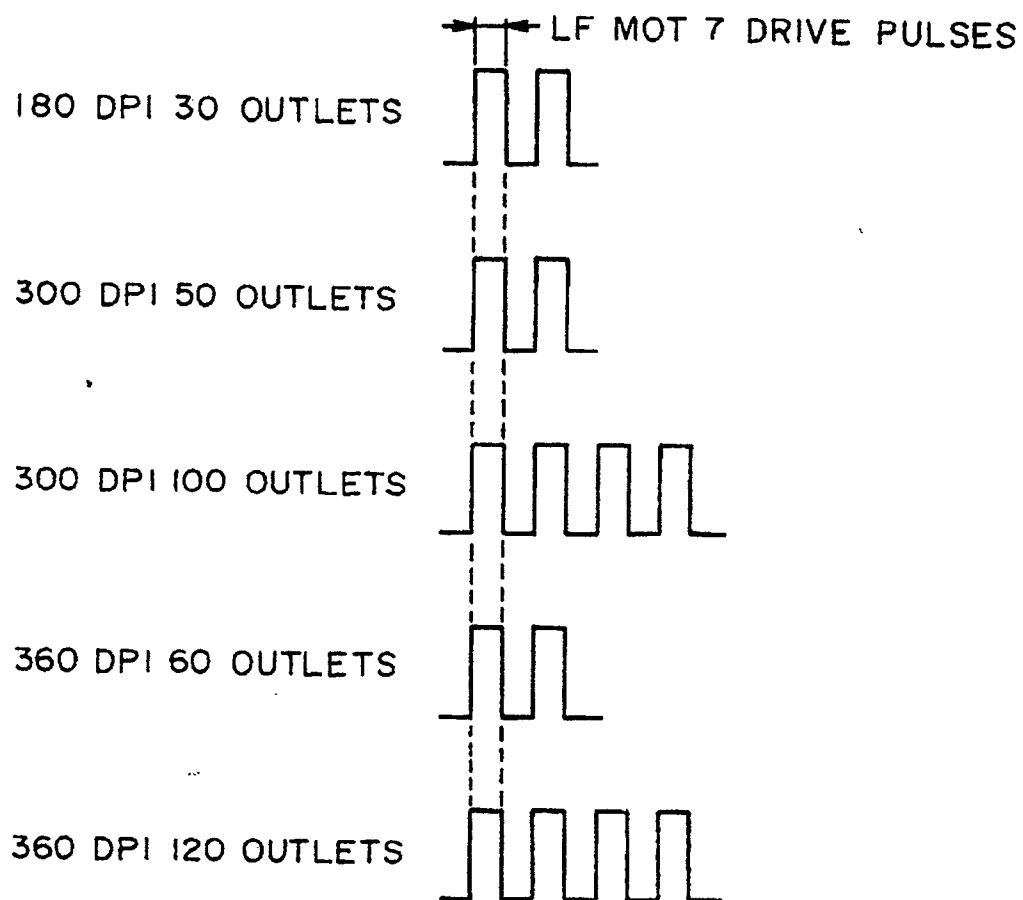 LF MOT 7 DRIVE PULSES
180 DPI 30 OUTLETS
300 DPI 50 OUTLETS
300 DPI 100 OUTLETS
360 DPI 60 OUTLETS
360 DPI 120 OUTLETS